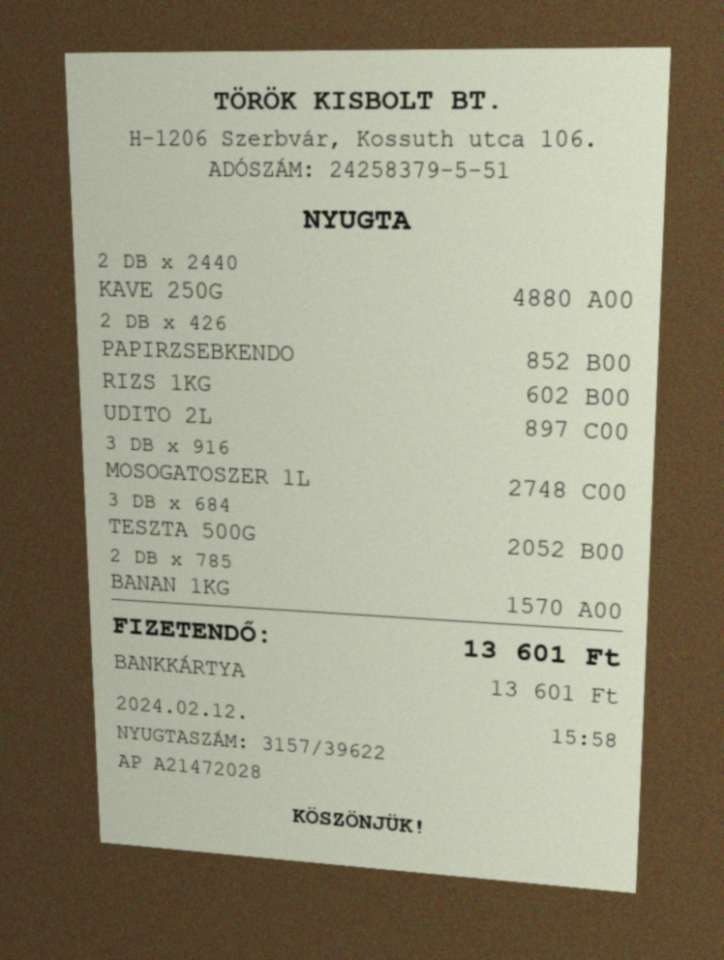 TÖRÖK KISBOLT BT.
H-1206 Szerbvár, Kossuth utca 106.
ADÓSZÁM: 24258379-5-51
NYUGTA
2 DB x 2440
KAVE 250G 4880 A00
2 DB x 426
PAPIRZSEBKENDO 852 B00
RIZS 1KG 602 B00
UDITO 2L 897 C00
3 DB x 916
MOSOGATOSZER 1L 2748 C00
3 DB x 684
TESZTA 500G 2052 B00
2 DB x 785
BANAN 1KG 1570 A00
FIZETENDŐ: 13 601 Ft
BANKKÁRTYA 13 601 Ft
2024.02.12. 15:58
NYUGTASZÁM: 3157/39622
AP A21472028
KÖSZÖNJÜK!